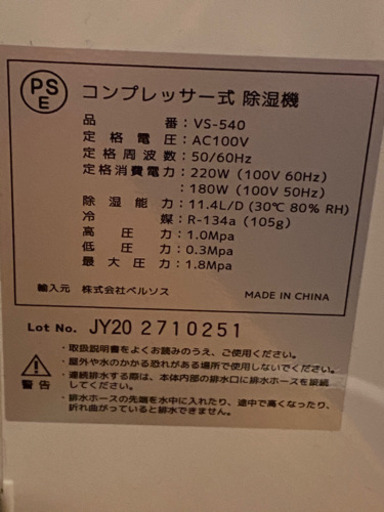 PS
E
コンプレッサー式 除湿機
品 番：VS-540
定格電圧：AC100V
定格周波数：50/60Hz
定格消費電力：220W（100V 60Hz）
：180W（100V 50Hz）
除湿能力：11.4L/D（30℃ 80% RH）
冷 媒：R-134a（105g）
高圧力：1.0Mpa
低圧力：0.3Mpa
最大圧力：1.8Mpa
輸入元 株式会社ベルソス
MADE IN CHINA
Lot No. JY20 2710251
警告
・取扱説明書をよくお読みのうえ、ご使用ください。
・屋外や水のかかる恐れがある場所で使用しないでください。
・連続排水する際は、本体内部の排水口に排水ホースを接続
してください。
・排水ホースの先端を水中に入れたり、途中で高くなったり、
折れ曲がっていると排水できません。